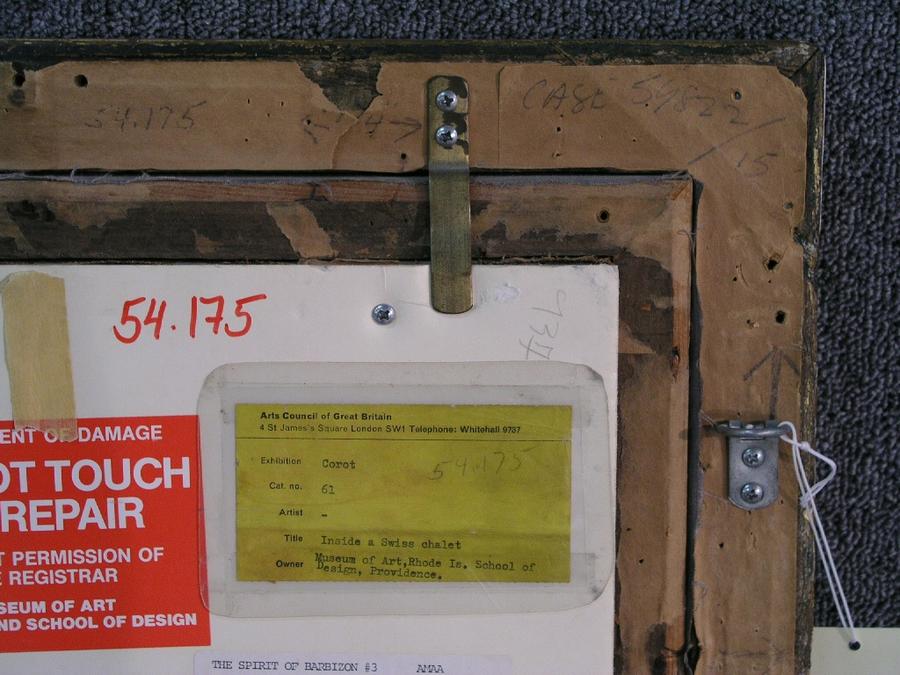 54.175
CASE 59822
/15
54.175
ENT OF DAMAGE
OT TOUCH
REPAIR
T PERMISSION OF
E REGISTRAR
SEUM OF ART
ND SCHOOL OF DESIGN
Arts Council of Great Britain
4 St James's Square London SW1 Telephone: Whitehall 9737
Exhibition Corot 54.175
Cat. no. 61
Artist -
Title Inside a Swiss chalet
Owner Museum of Art,Rhode Is. School of
Design, Providence.
THE SPIRIT OF BARBIZON #3 AMAA